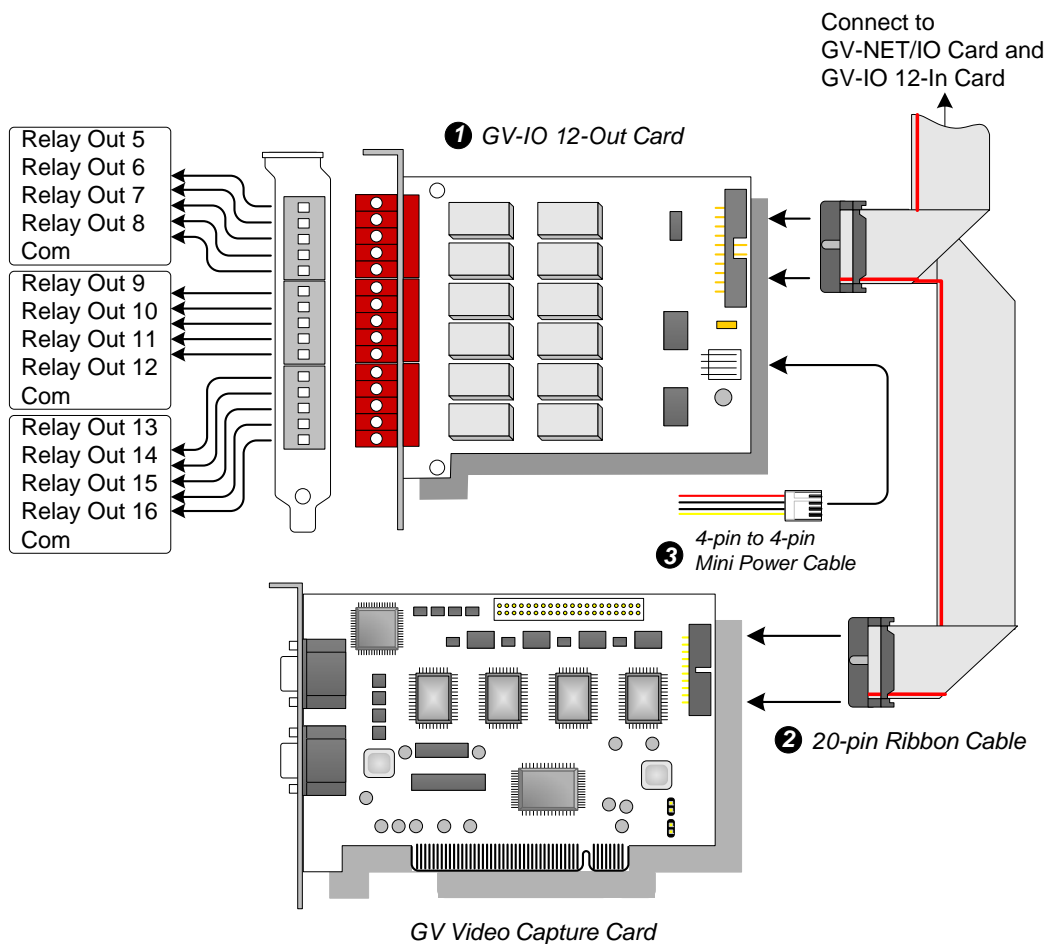 Connect to
GV-NET/IO Card and
GV-IO 12-In Card
1 GV-IO 12-Out Card
Relay Out 5
Relay Out 6
Relay Out 7
Relay Out 8
Com
Relay Out 9
Relay Out 10
Relay Out 11
Relay Out 12
Com
Relay Out 13
Relay Out 14
Relay Out 15
Relay Out 16
Com
3 4-pin to 4-pin
Mini Power Cable
2 20-pin Ribbon Cable
GV Video Capture Card